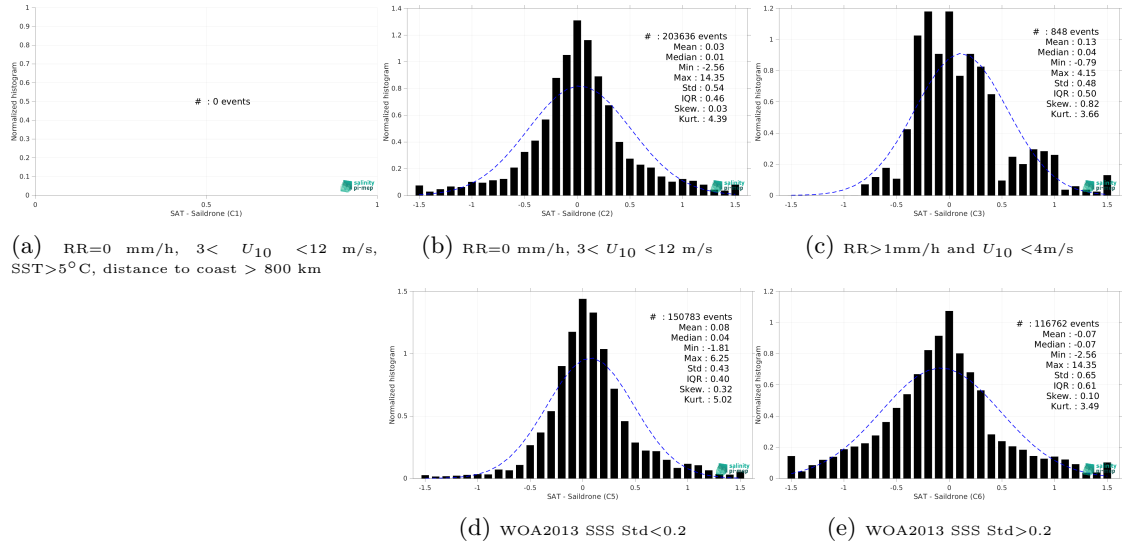 1
0.9
0.8
0.7
0.6
0.5
0.4
0.3
0.2
0.1
0
Normalized histogram
# : 0 events
salinity
pi-mep
0 0.5 1
SAT - Saildrone (C1)
(a) RR=0 mm/h, 3< U10 <12 m/s,
SST>5°C, distance to coast > 800 km
1.4
1.2
1
0.8
0.6
0.4
0.2
0
Normalized histogram
# : 203636 events
Mean : 0.03
Median : 0.01
Min : -2.56
Max : 14.35
Std : 0.54
IQR : 0.46
Skew. : 0.03
Kurt. : 4.39
salinity
pi-mep
-1.5 -1 -0.5 0 0.5 1 1.5
SAT - Saildrone (C2)
(b) RR=0 mm/h, 3< U10 <12 m/s
1.2
1
0.8
0.6
0.4
0.2
0
Normalized histogram
# : 848 events
Mean : 0.13
Median : 0.04
Min : -0.79
Max : 4.15
Std : 0.48
IQR : 0.50
Skew. : 0.82
Kurt. : 3.66
salinity
pi-mep
-1.5 -1 -0.5 0 0.5 1 1.5
SAT - Saildrone (C3)
(c) RR>1mm/h and U10 <4m/s
1.5
1
0.5
0
Normalized histogram
# : 150783 events
Mean : 0.08
Median : 0.04
Min : -1.81
Max : 6.25
Std : 0.43
IQR : 0.40
Skew. : 0.32
Kurt. : 5.02
salinity
pi-mep
-1.5 -1 -0.5 0 0.5 1 1.5
SAT - Saildrone (C5)
(d) WOA2013 SSS Std<0.2
1.2
1
0.8
0.6
0.4
0.2
0
Normalized histogram
# : 116762 events
Mean : -0.07
Median : -0.07
Min : -2.56
Max : 14.35
Std : 0.65
IQR : 0.61
Skew. : 0.10
Kurt. : 3.49
salinity
pi-mep
-1.5 -1 -0.5 0 0.5 1 1.5
SAT - Saildrone (C6)
(e) WOA2013 SSS Std>0.2